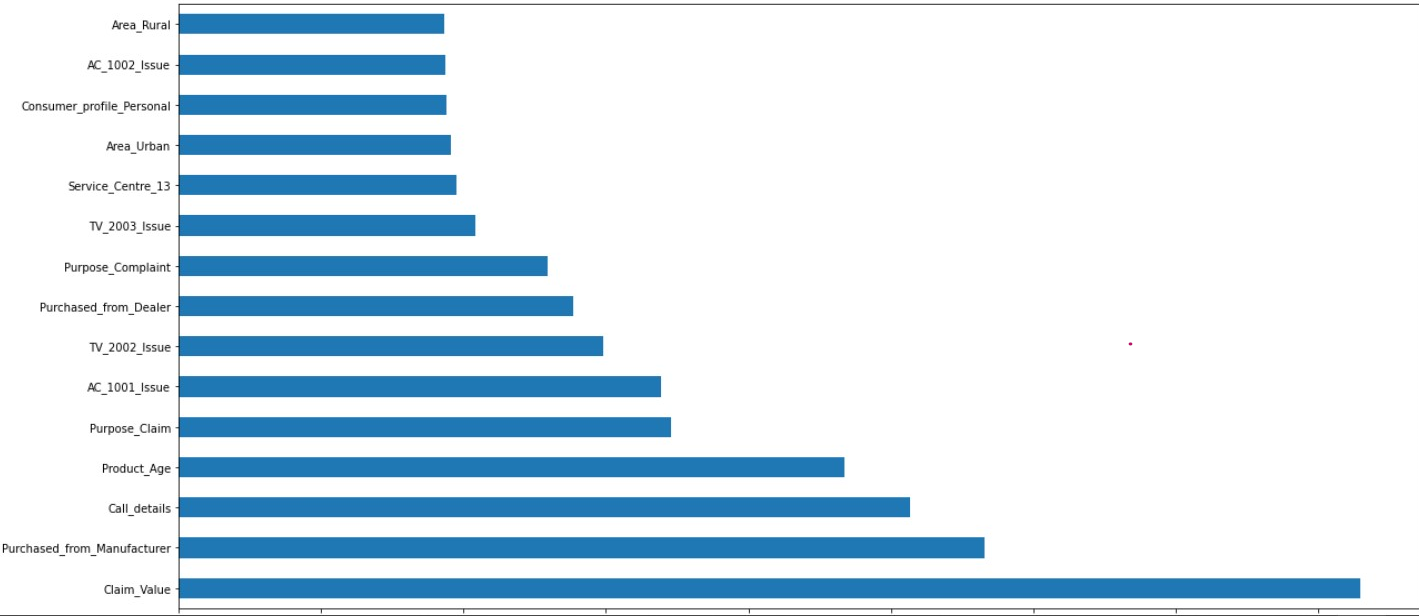 Area_Rural
AC_1002_Issue
Consumer_profile_Personal
Area_Urban
Service_Centre_13
TV_2003_Issue
Purpose_Complaint
Purchased_from_Dealer
TV_2002_Issue
AC_1001_Issue
Purpose_Claim
Product_Age
Call_details
Purchased_from_Manufacturer
Claim_Value